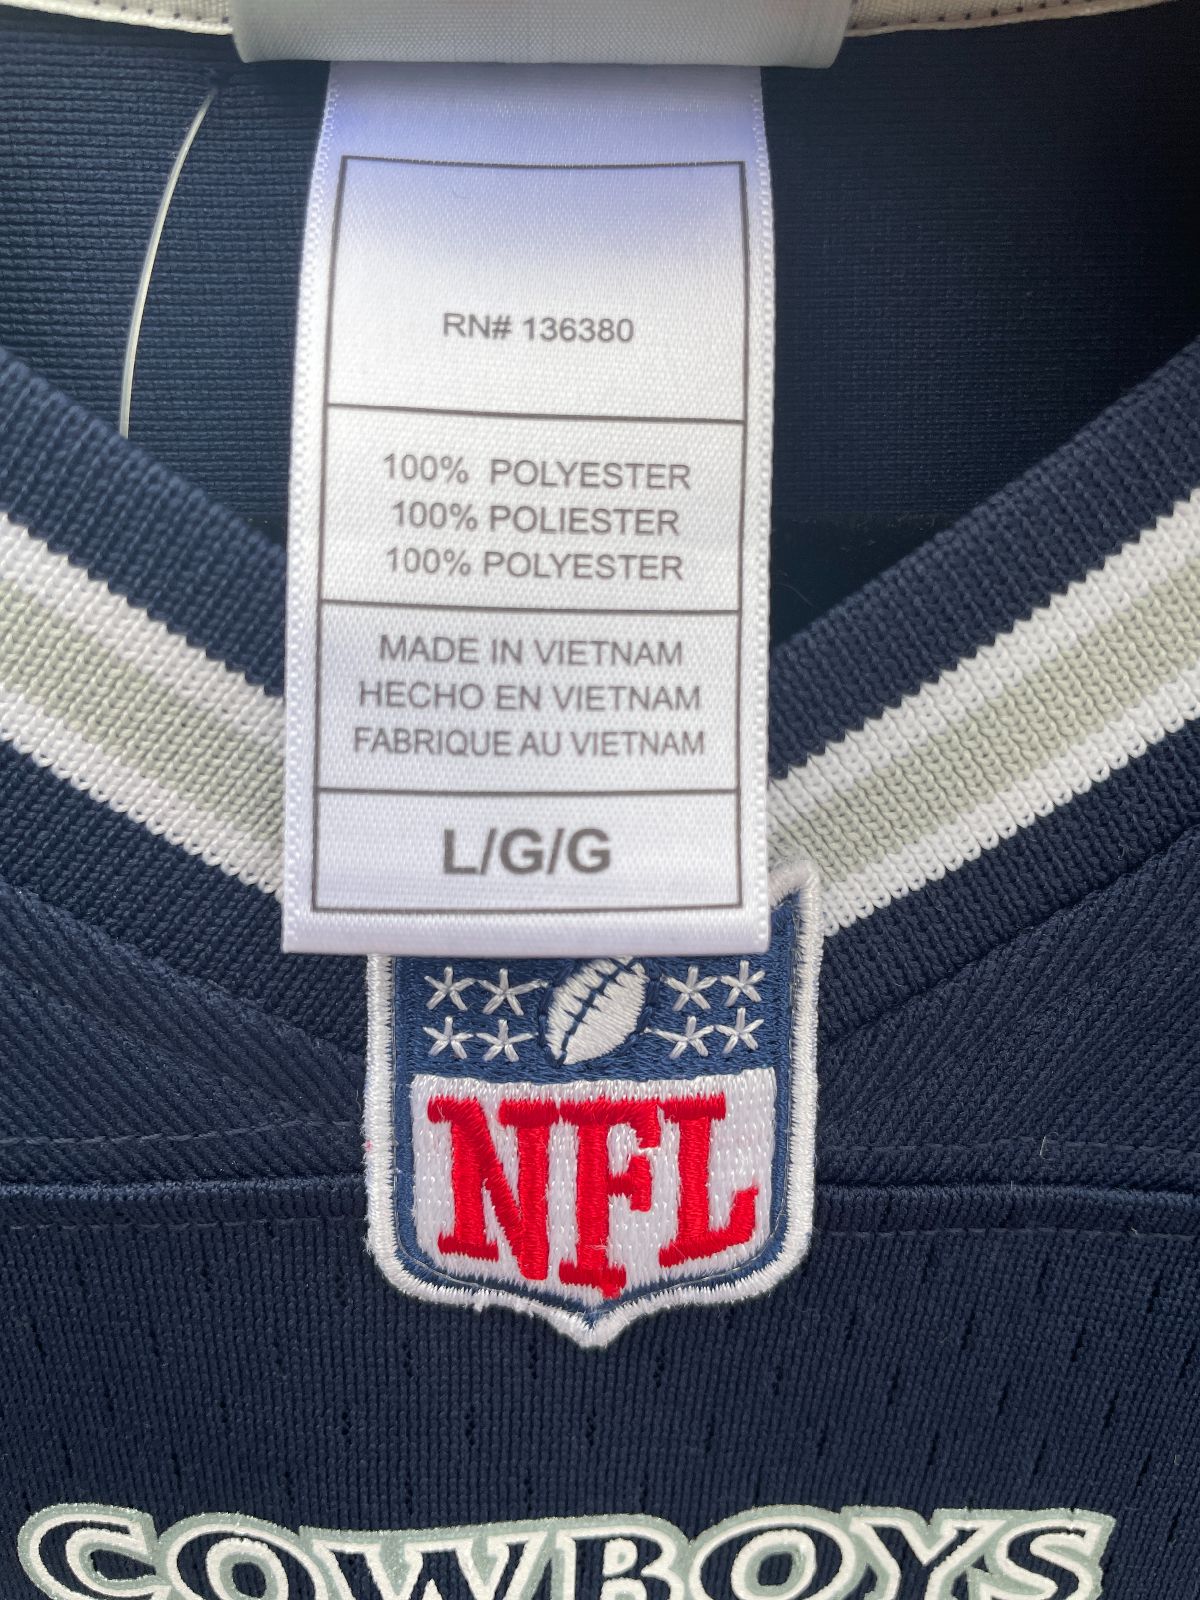 RN# 136380
100% POLYESTER
100% POLIESTER
100% POLYESTER
MADE IN VIETNAM
HECHO EN VIETNAM
FABRIQUE AU VIETNAM
L/G/G
NFL
COWBOYS